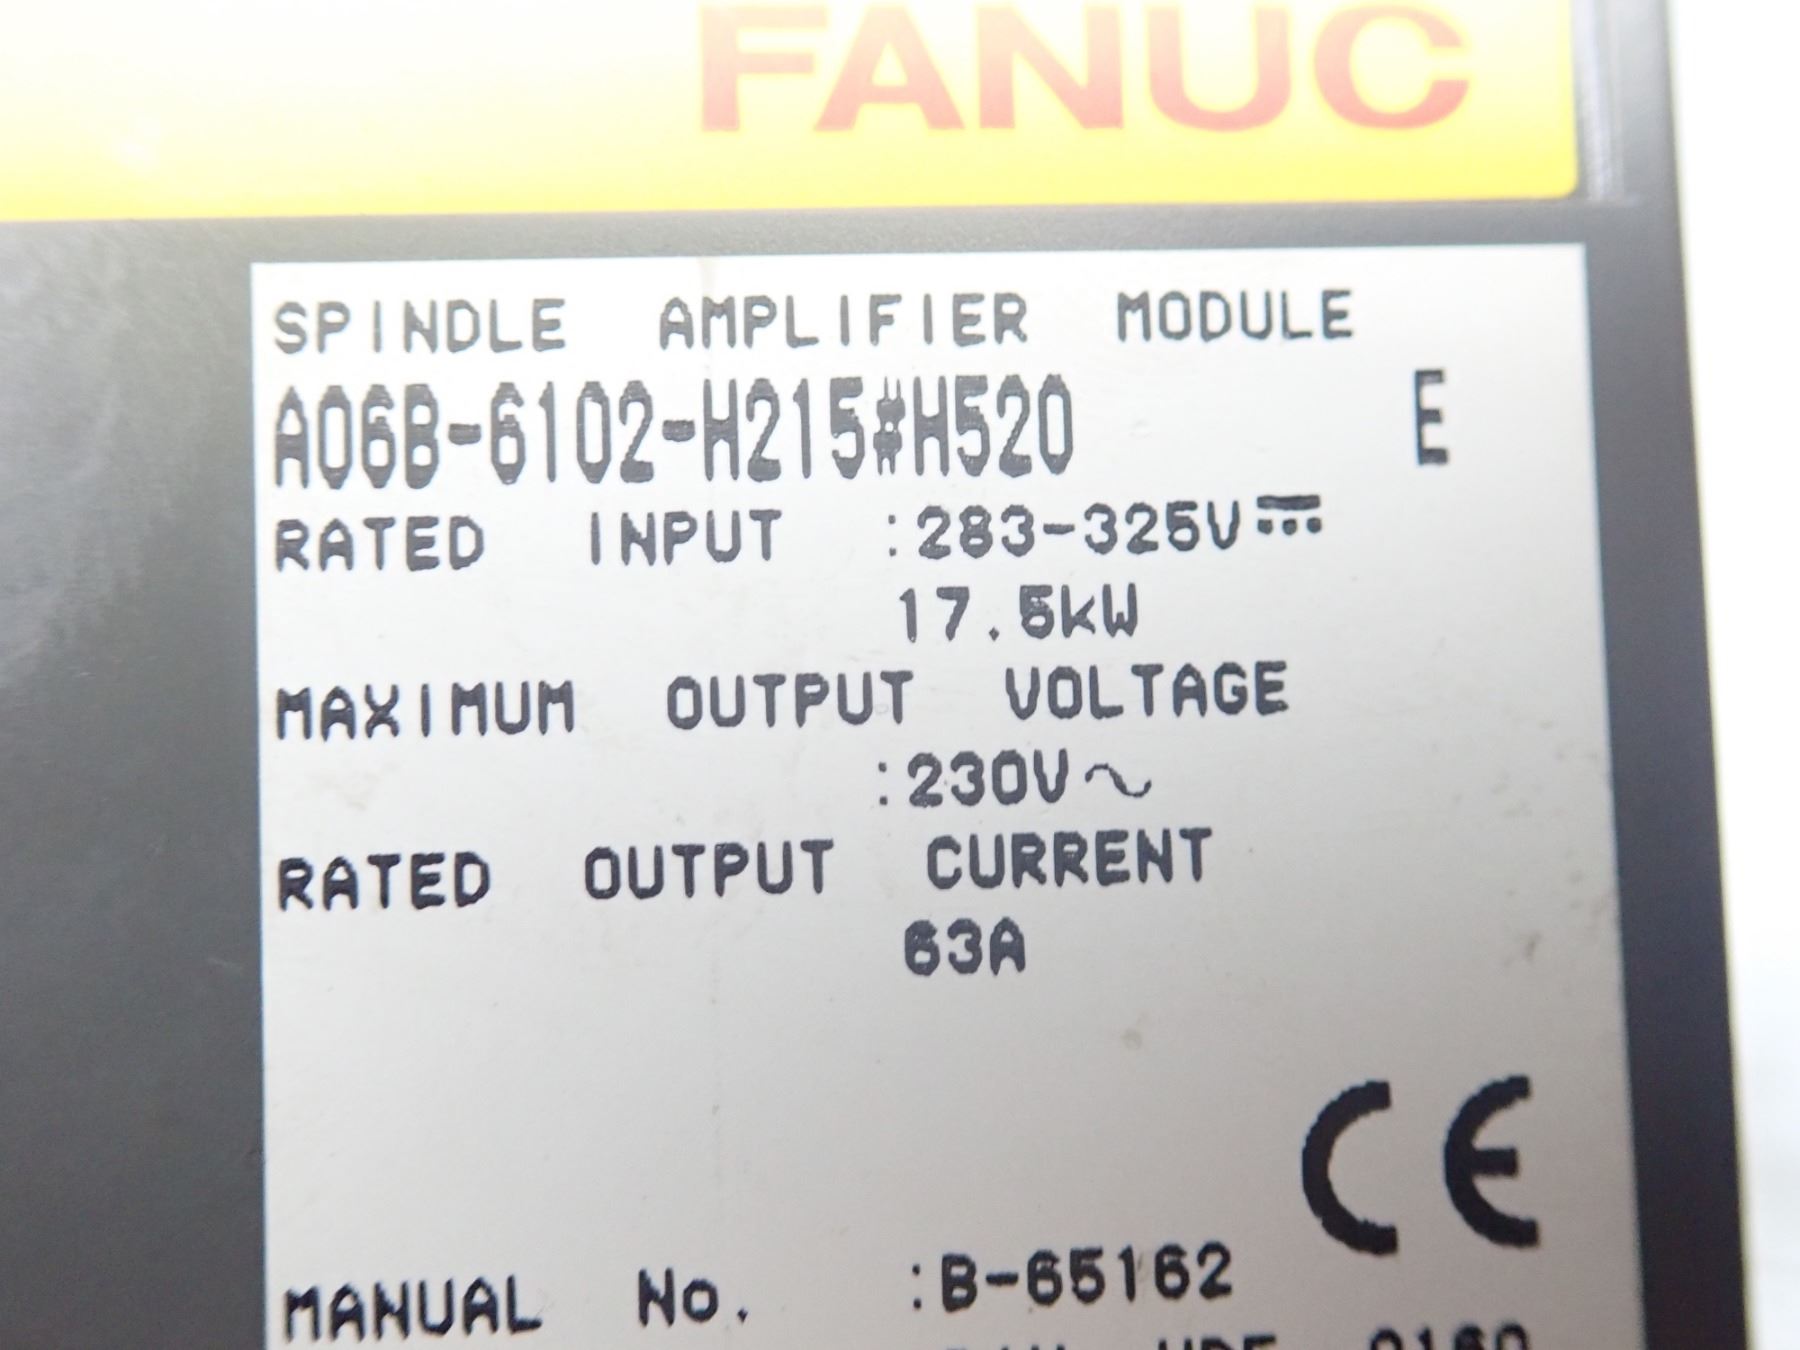 FANUC
SPINDLE AMPLIFIER MODULE
A06B-6102-H215#H520 E
RATED INPUT :283-325V⎓
17.5kW
MAXIMUM OUTPUT VOLTAGE
:230V~
RATED OUTPUT CURRENT
63A
CE
MANUAL No. :B-65162